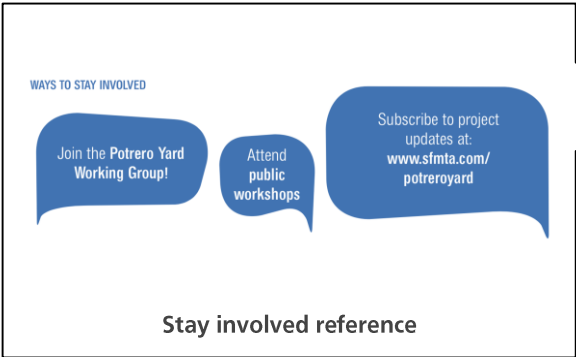 WAYS TO STAY INVOLVED
Join the Potrero Yard
Working Group!
Attend
public
workshops
Subscribe to project
updates at:
www.sfmta.com/
potreroyard
Stay involved reference